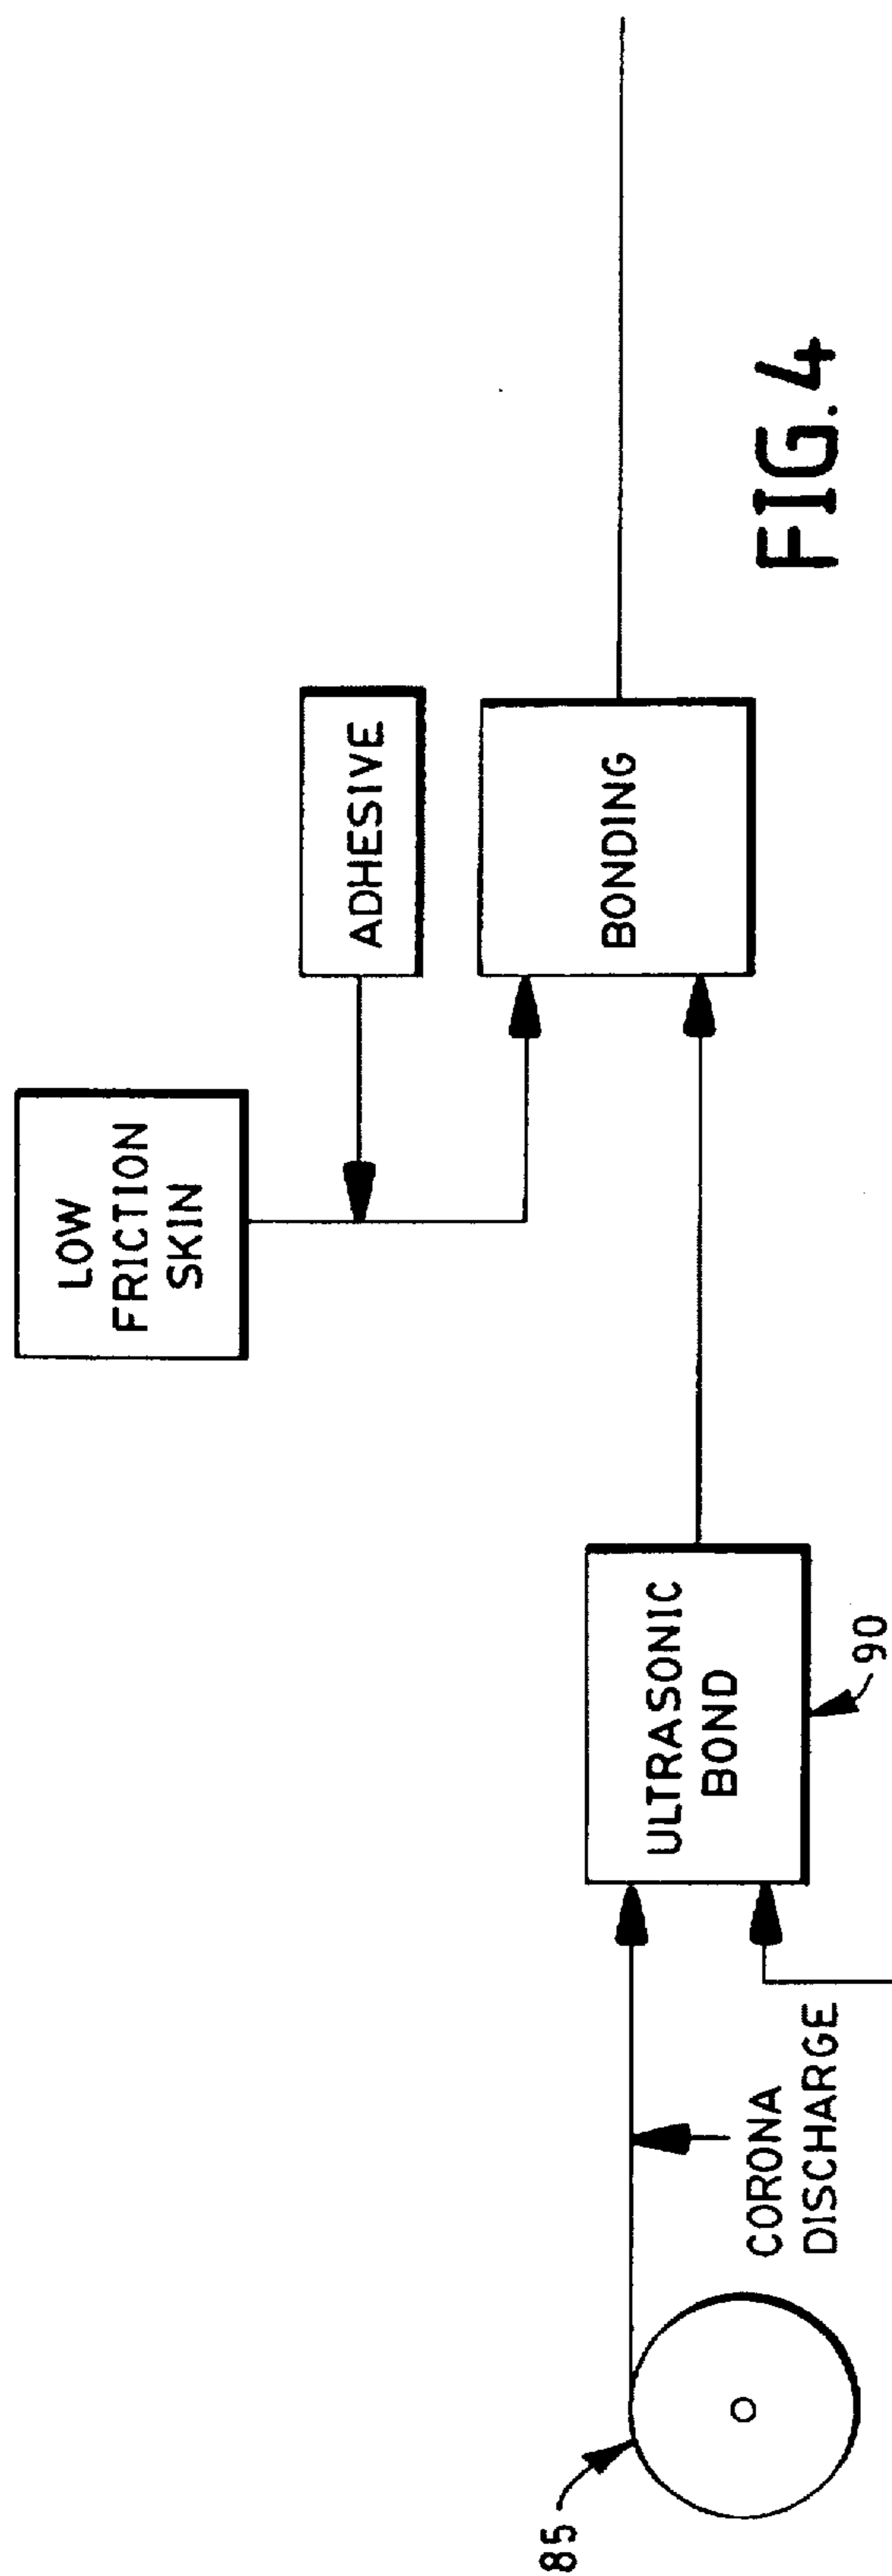 LOW
FRICTION
SKIN
ADHESIVE
BONDING
ULTRASONIC
BOND
90
CORONA
DISCHARGE
85
FIG.4